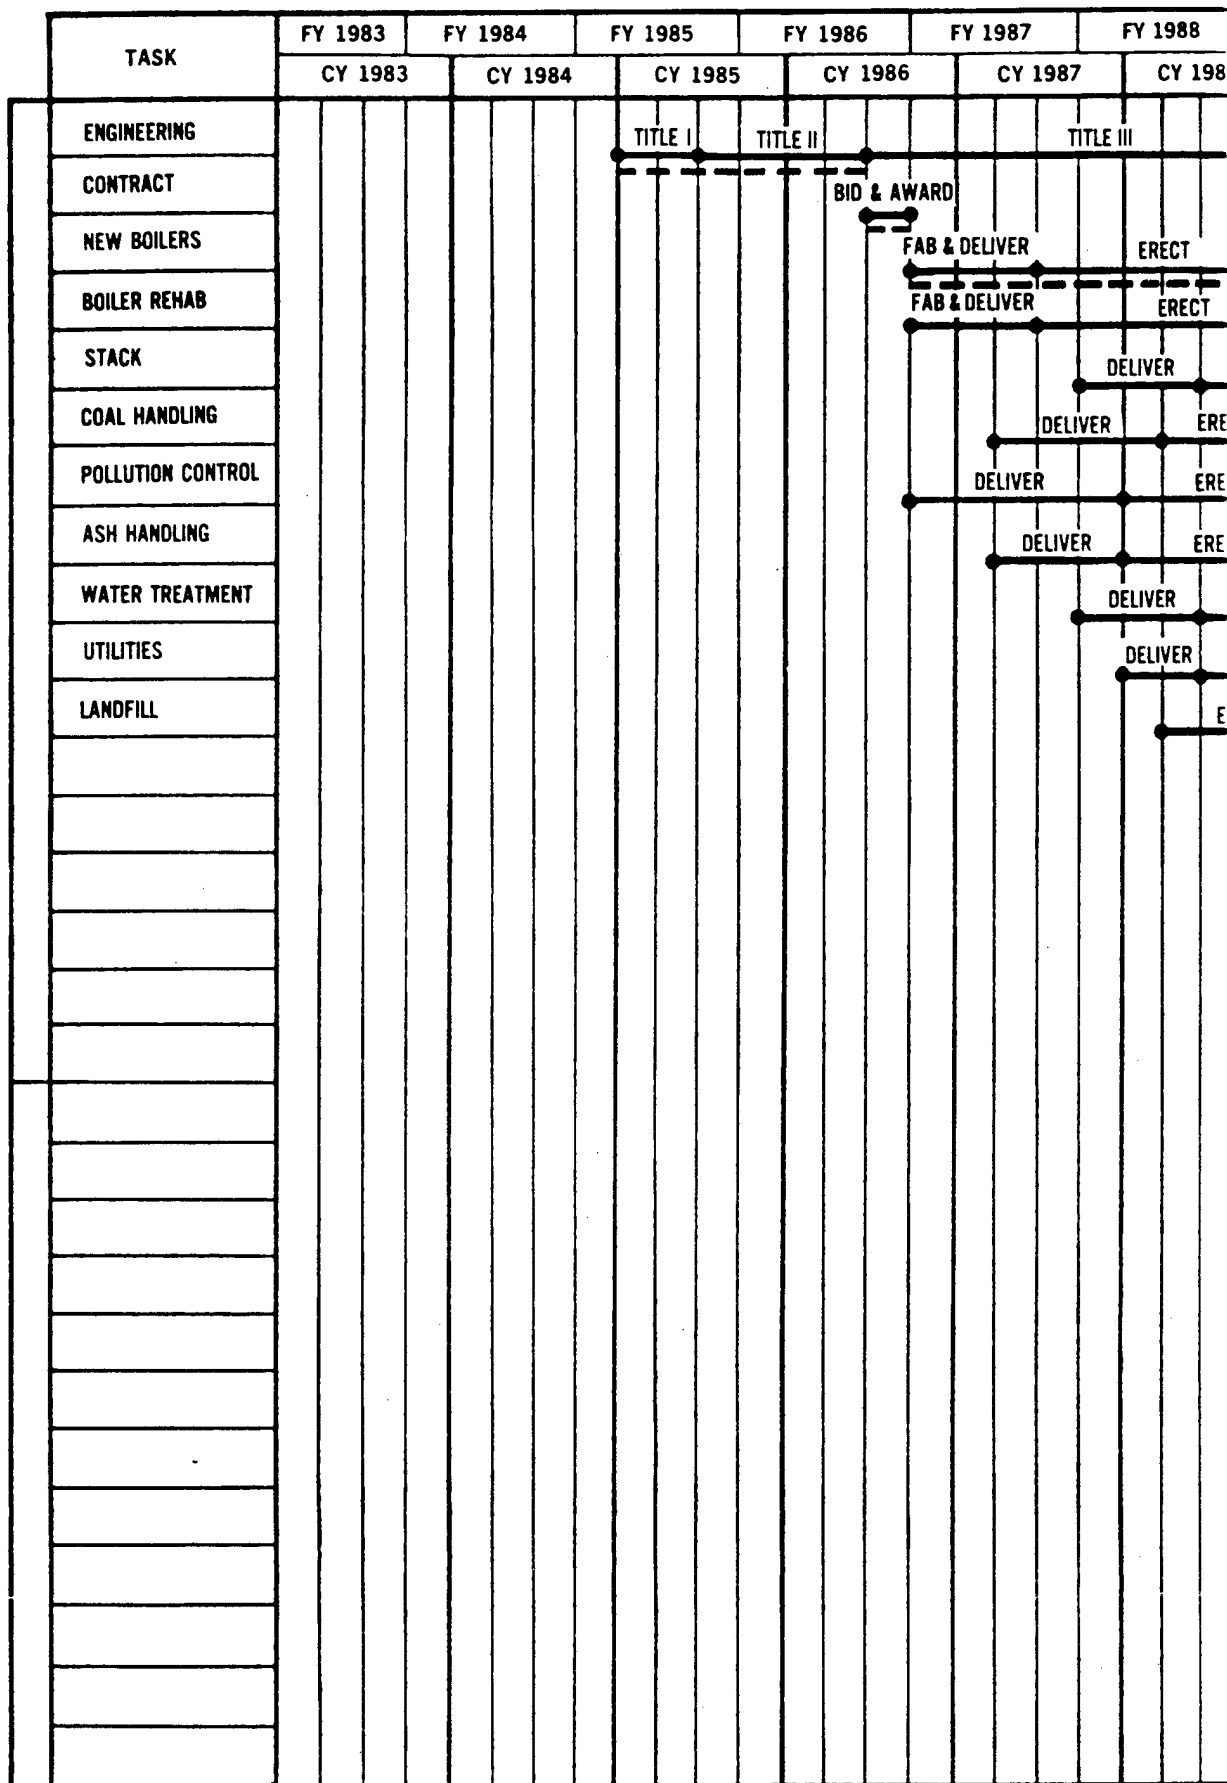 TASK
FY 1983 FY 1984 FY 1985 FY 1986 FY 1987 FY 1988
CY 1983 CY 1984 CY 1985 CY 1986 CY 1987 CY 198
ENGINEERING TITLE I TITLE II TITLE III
CONTRACT BID & AWARD
NEW BOILERS FAB & DELIVER ERECT
BOILER REHAB FAB & DELIVER ERECT
STACK DELIVER
COAL HANDLING DELIVER ERE
POLLUTION CONTROL DELIVER ERE
ASH HANDLING DELIVER ERE
WATER TREATMENT DELIVER
UTILITIES DELIVER
LANDFILL E